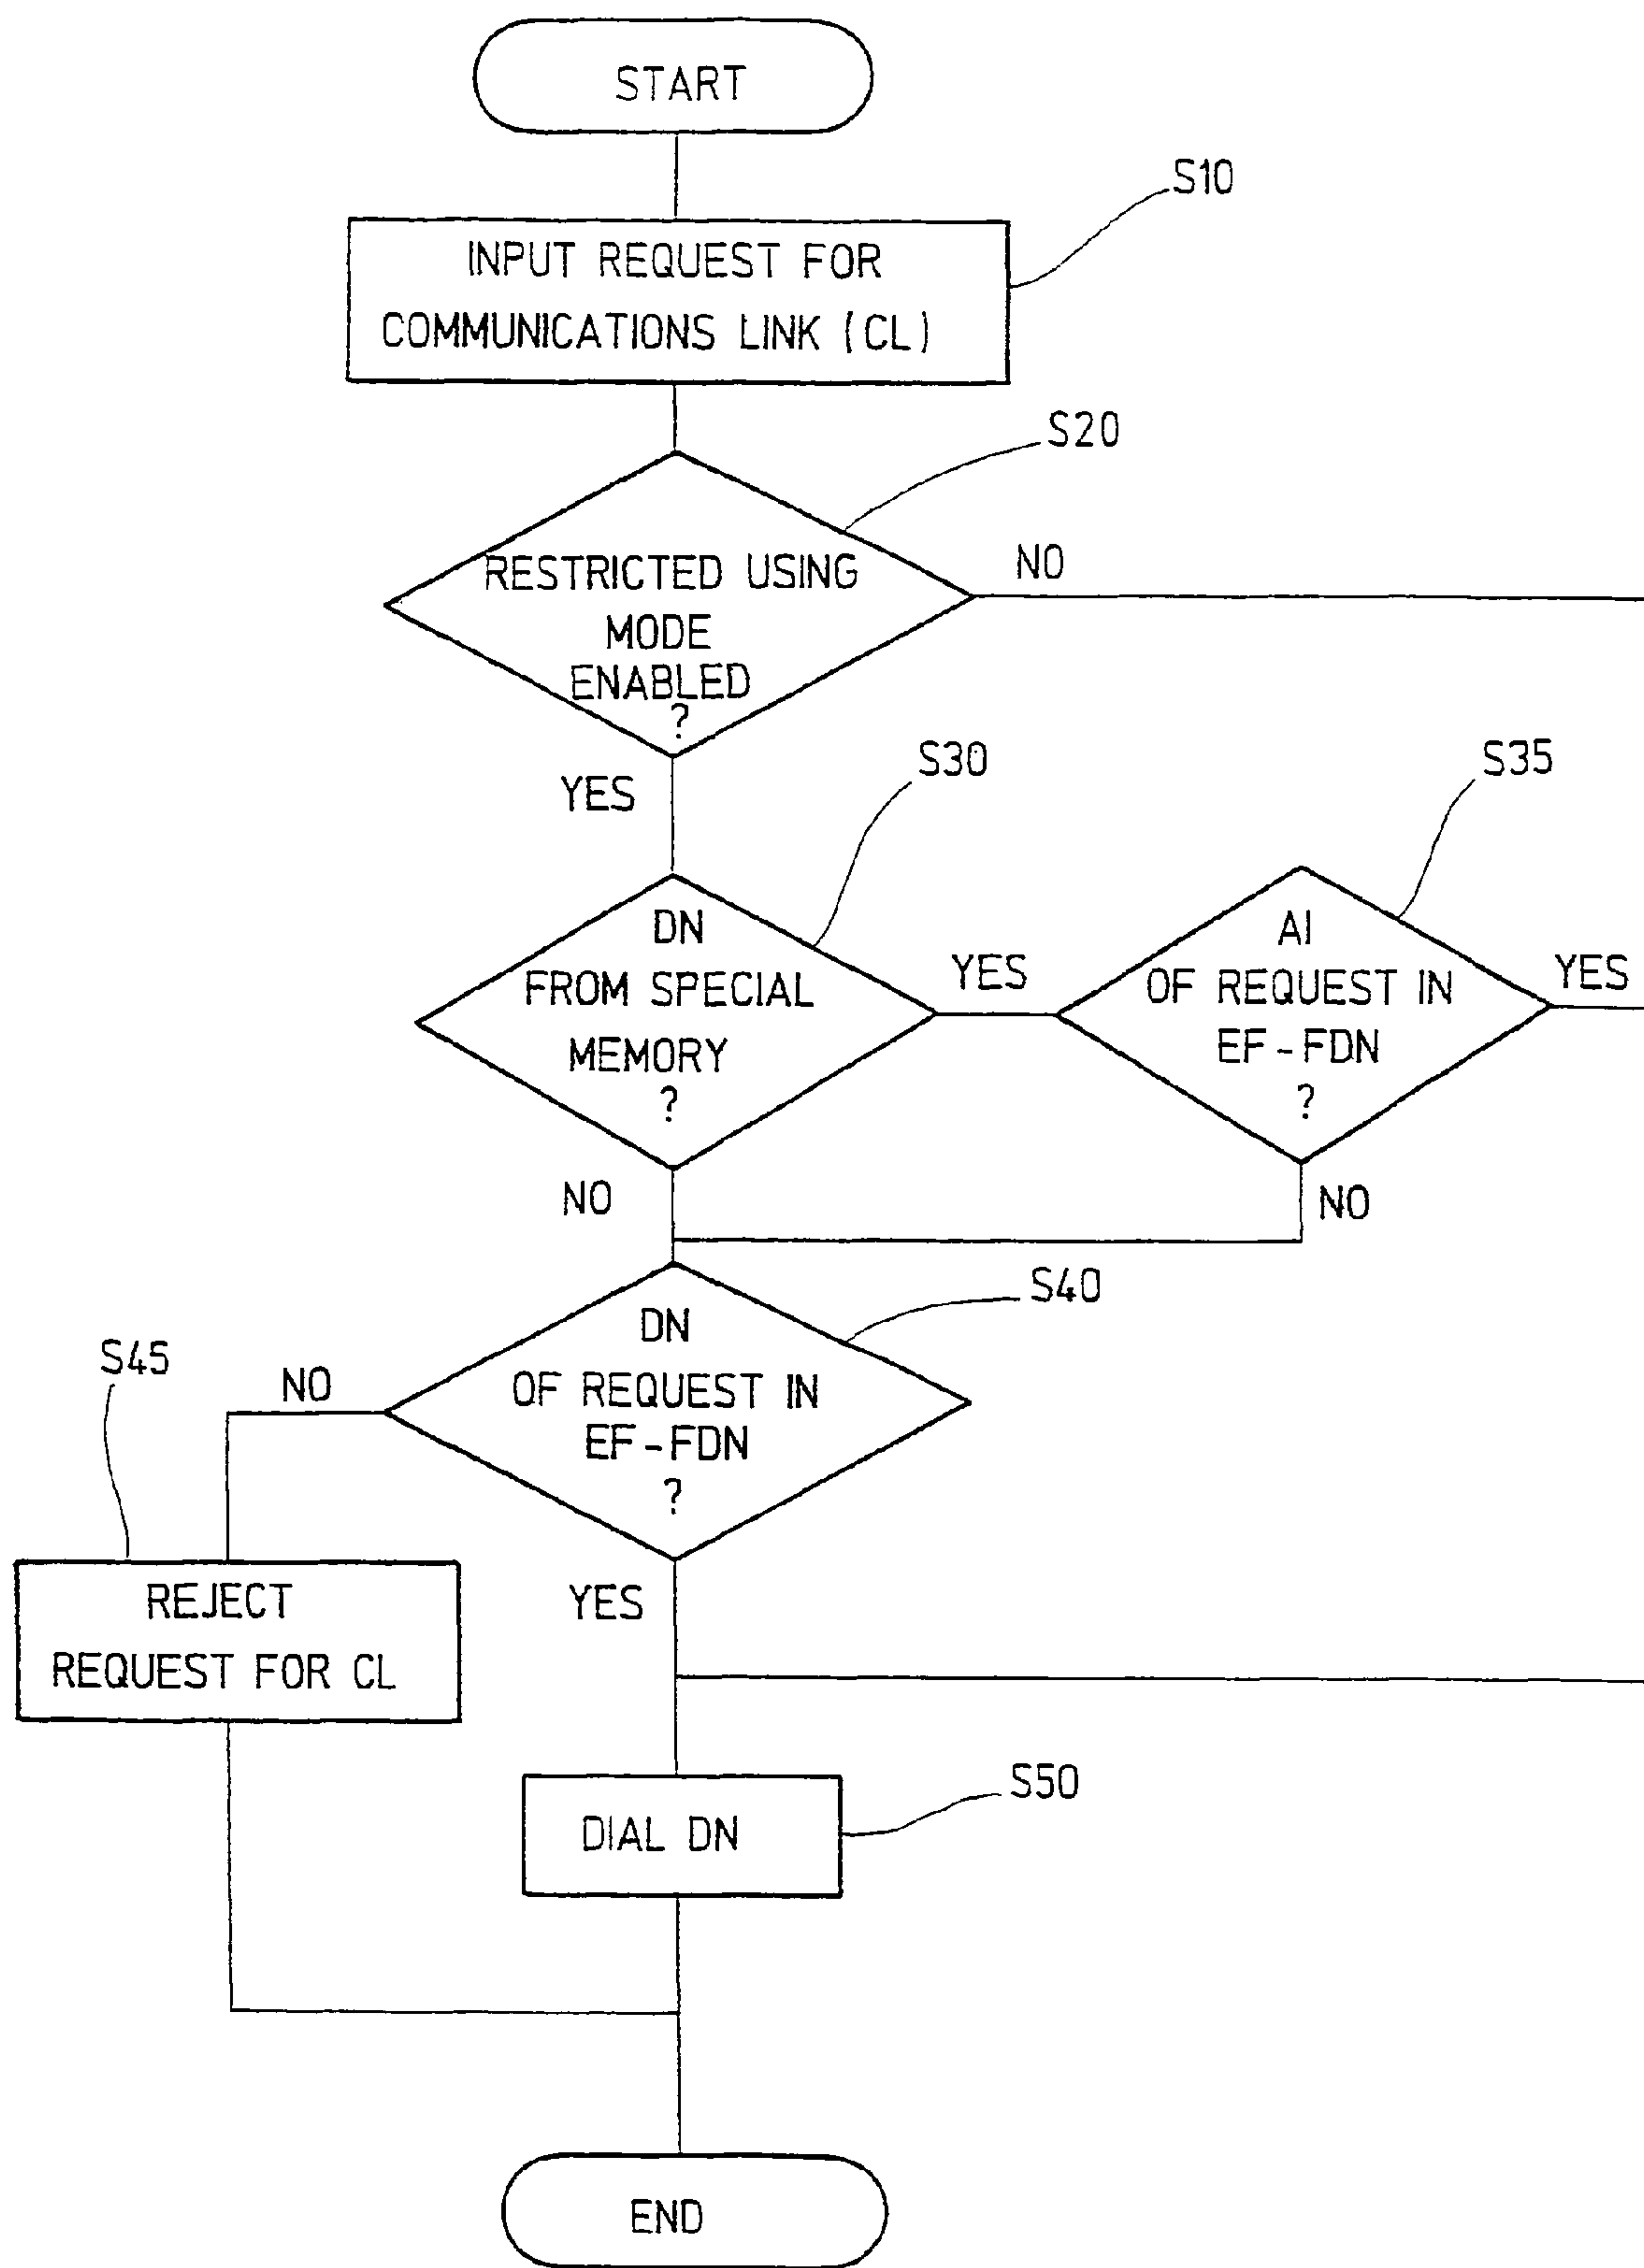 START
S10
INPUT REQUEST FOR
COMMUNICATIONS LINK (CL)
S20
RESTRICTED USING
MODE
ENABLED
?
NO
YES
S30
S35
DN
FROM SPECIAL
MEMORY
?
YES
AI
OF REQUEST IN
EF-FDN
?
YES
NO
NO
S40
DN
OF REQUEST IN
EF-FDN
?
S45
NO
YES
REJECT
REQUEST FOR CL
S50
DIAL DN
END